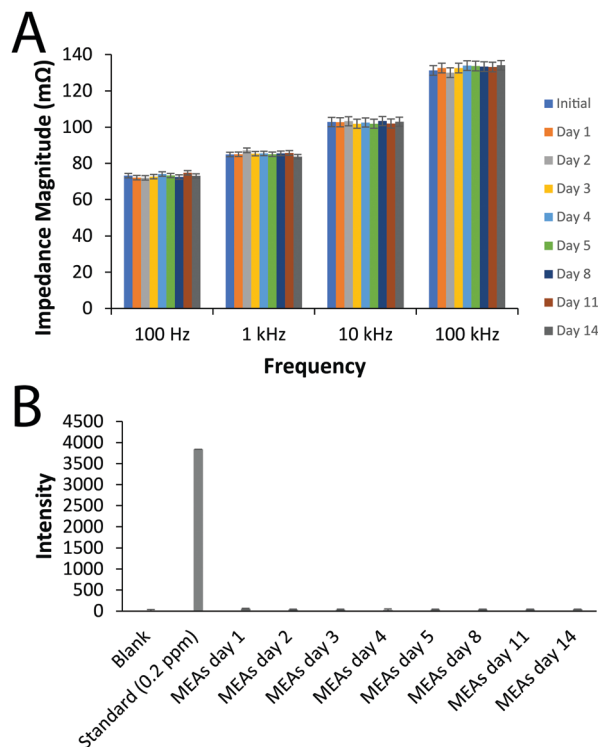 A
Impedance Magnitude (mΩ)
140
120
100
80
60
40
20
0
100 Hz 1 kHz 10 kHz 100 kHz
Frequency
Initial
Day 1
Day 2
Day 3
Day 4
Day 5
Day 8
Day 11
Day 14
B
Intensity
4500
4000
3500
3000
2500
2000
1500
1000
500
0
Blank
Standard (0.2 ppm)
MEAs day 1
MEAs day 2
MEAs day 3
MEAs day 4
MEAs day 5
MEAs day 8
MEAs day 11
MEAs day 14